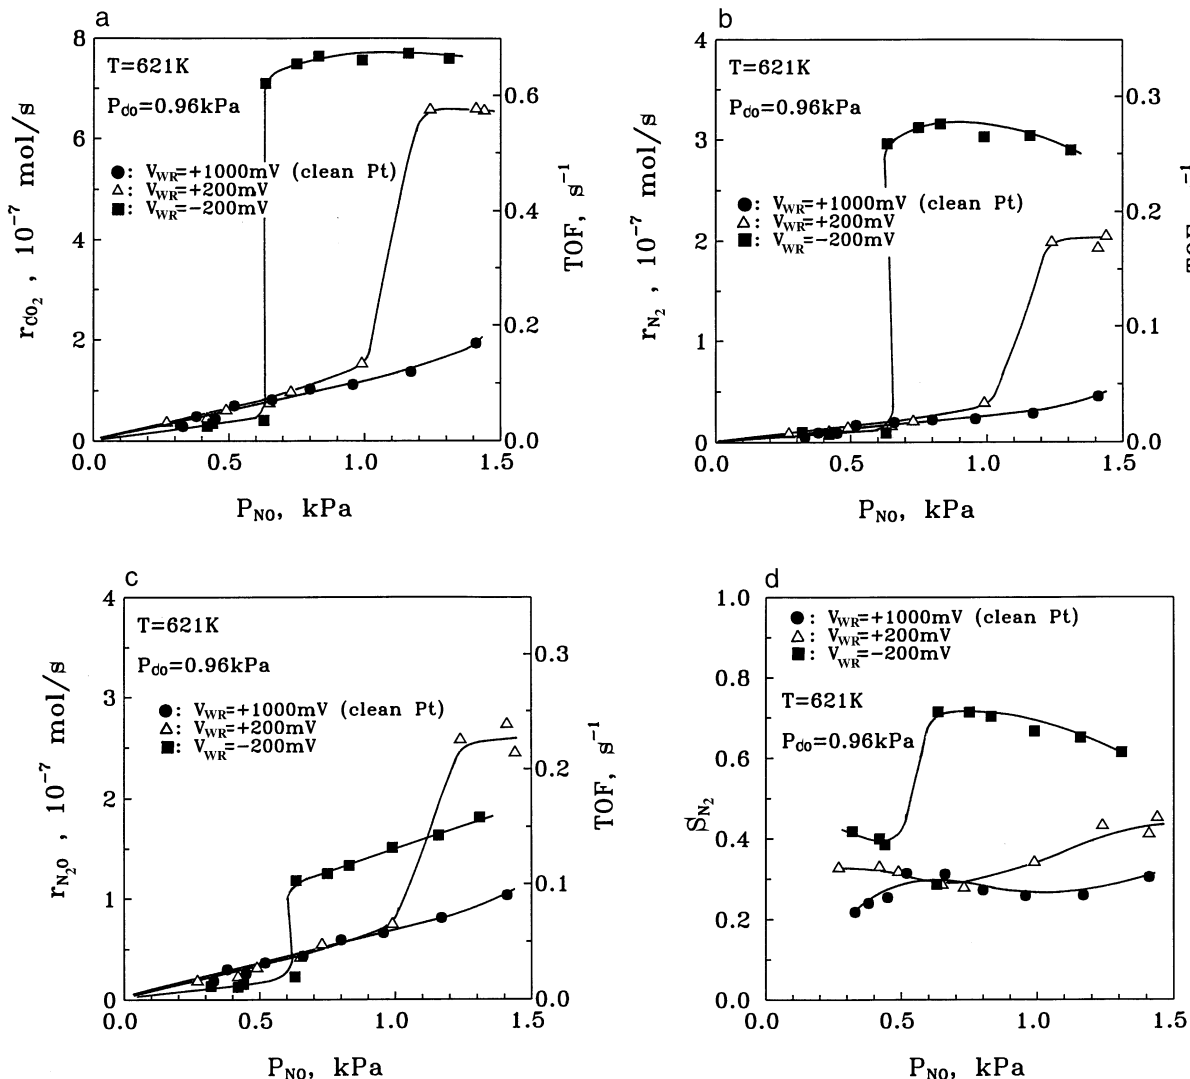 a
T=621K
P_CO=0.96kPa
●: V_WR=+1000mV (clean Pt)
△: V_WR=+200mV
■: V_WR=−200mV
8
6
4
2
0
r_CO2 , 10^−7 mol/s
0.6
0.4
0.2
0.0
TOF, s^−1
0.0 0.5 1.0 1.5
P_NO, kPa
b
T=621K
P_CO=0.96kPa
●: V_WR=+1000mV (clean Pt)
△: V_WR=+200mV
■: V_WR=−200mV
4
3
2
1
0
r_N2 , 10^−7 mol/s
0.3
0.2
0.1
0.0
−1
0.0 0.5 1.0 1.5
P_NO, kPa
c
T=621K
P_CO=0.96kPa
●: V_WR=+1000mV (clean Pt)
△: V_WR=+200mV
■: V_WR=−200mV
4
3
2
1
0
r_N2O , 10^−7 mol/s
0.3
0.2
0.1
0.0
TOF, s^−1
0.0 0.5 1.0 1.5
P_NO, kPa
d
●: V_WR=+1000mV (clean Pt)
△: V_WR=+200mV
■: V_WR=−200mV
T=621K
P_CO=0.96kPa
1.0
0.8
0.6
0.4
0.2
0.0
S_N2
0.0 0.5 1.0 1.5
P_NO, kPa